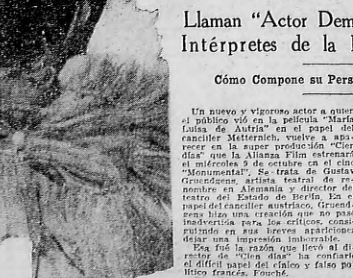 Llaman "Actor Dem
Intérpretes de la
Cómo Compone su Pers
Un nuevo y vigoroso actor a quien
el público vió en la película "María
Luisa de Austria" en el papel del
canciller Metternich, vuelve a apa-
recer en la super producción "Cien
días" que la Alianza Film estrenará
el miércoles 9 de octubre en el cine
"Monumental". Se trata de Gustav
Gruendgens, artista teatral de re-
nombre en Alemania y director del
teatro del Estado de Berlín. En el
papel del canciller austriaco, Gruend-
gens hizo una creación que no pasó
inadvertida para los críticos, consi-
guiendo en sus breves apariciones
dejar una impresión imborrable.
Esa fué la razón que llevó al di-
rector de "Cien días" ha confiarle
el difícil papel del cínico y falso po-
lítico francés, Fouché.